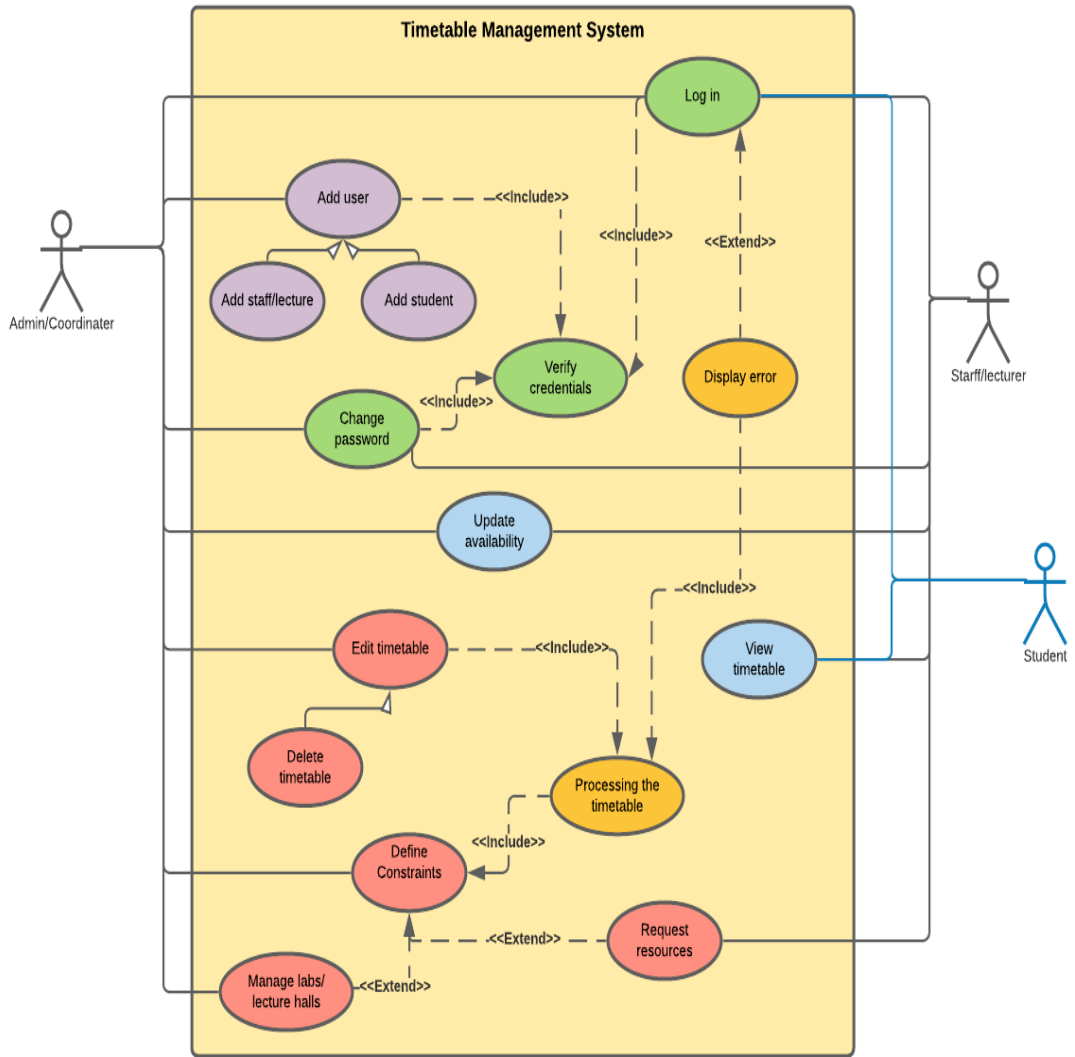 Timetable Management System
Log in
Add user
<<Include>>
<<Include>>
<<Extend>>
Add staff/lecture
Add student
Admin/Coordinater
Verify
credentials
Display error
Starff/lecturer
<<Include>>
Change
password
Update
availability
<<Include>>
Edit timetable
<<Include>>
View
timetable
Student
Delete
timetable
Processing the
timetable
<<Include>>
Define
Constraints
Request
resources
<<Extend>>
Manage labs/
lecture halls
<<Extend>>